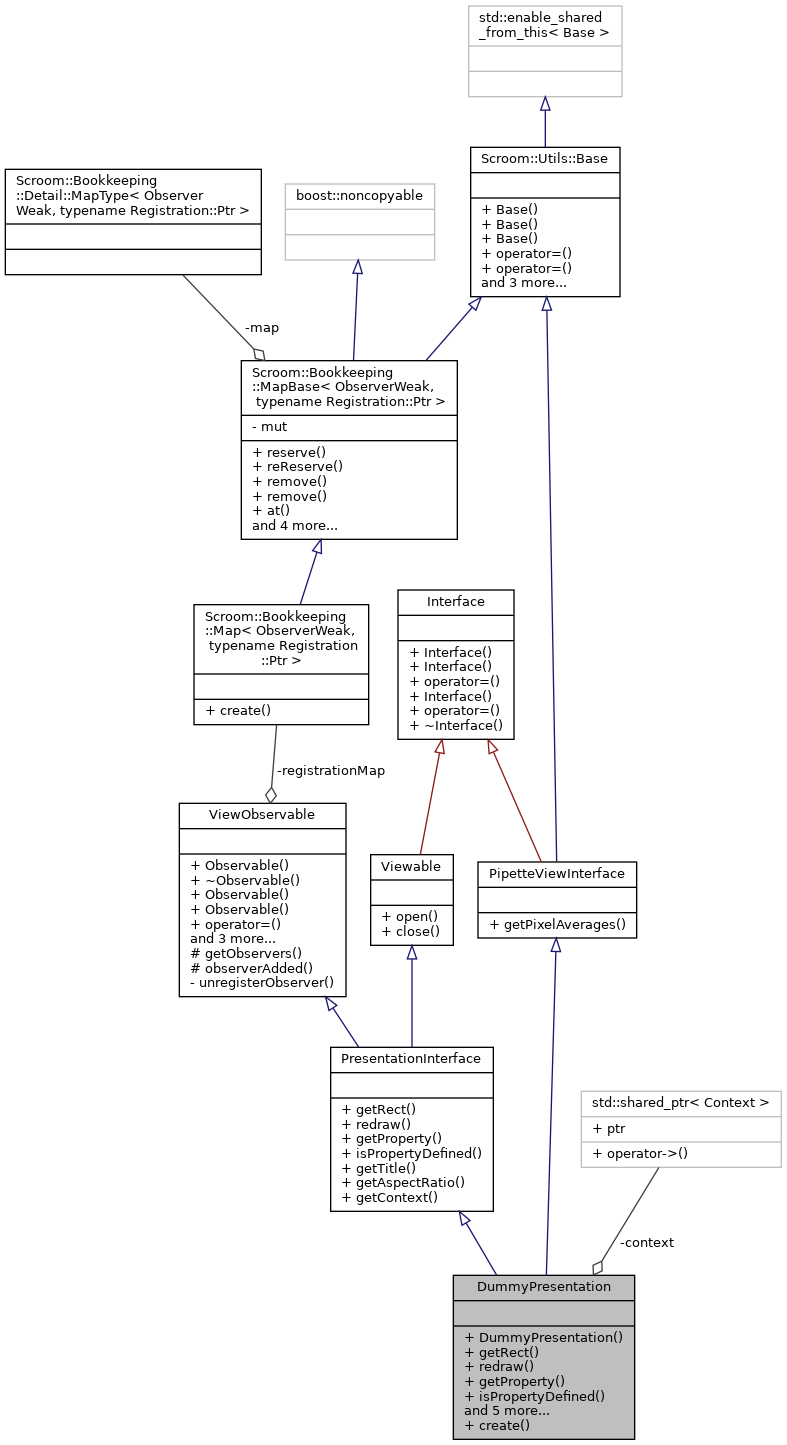 std::enable_shared
_from_this< Base >
Scroom::Utils::Base
+ Base()
+ Base()
+ Base()
+ operator=()
+ operator=()
and 3 more...
Scroom::Bookkeeping
::Detail::MapType< Observer
Weak, typename Registration::Ptr >
boost::noncopyable
-map
Scroom::Bookkeeping
::MapBase< ObserverWeak,
typename Registration::Ptr >
- mut
+ reserve()
+ reReserve()
+ remove()
+ remove()
+ at()
and 4 more...
Scroom::Bookkeeping
::Map< ObserverWeak,
typename Registration
::Ptr >
+ create()
Interface
+ Interface()
+ Interface()
+ operator=()
+ Interface()
+ operator=()
+ ~Interface()
-registrationMap
ViewObservable
+ Observable()
+ ~Observable()
+ Observable()
+ Observable()
+ operator=()
and 3 more...
# getObservers()
# observerAdded()
- unregisterObserver()
Viewable
+ open()
+ close()
PipetteViewInterface
+ getPixelAverages()
PresentationInterface
+ getRect()
+ redraw()
+ getProperty()
+ isPropertyDefined()
+ getTitle()
+ getAspectRatio()
+ getContext()
std::shared_ptr< Context >
+ ptr
+ operator->()
-context
DummyPresentation
+ DummyPresentation()
+ getRect()
+ redraw()
+ getProperty()
+ isPropertyDefined()
and 5 more...
+ create()